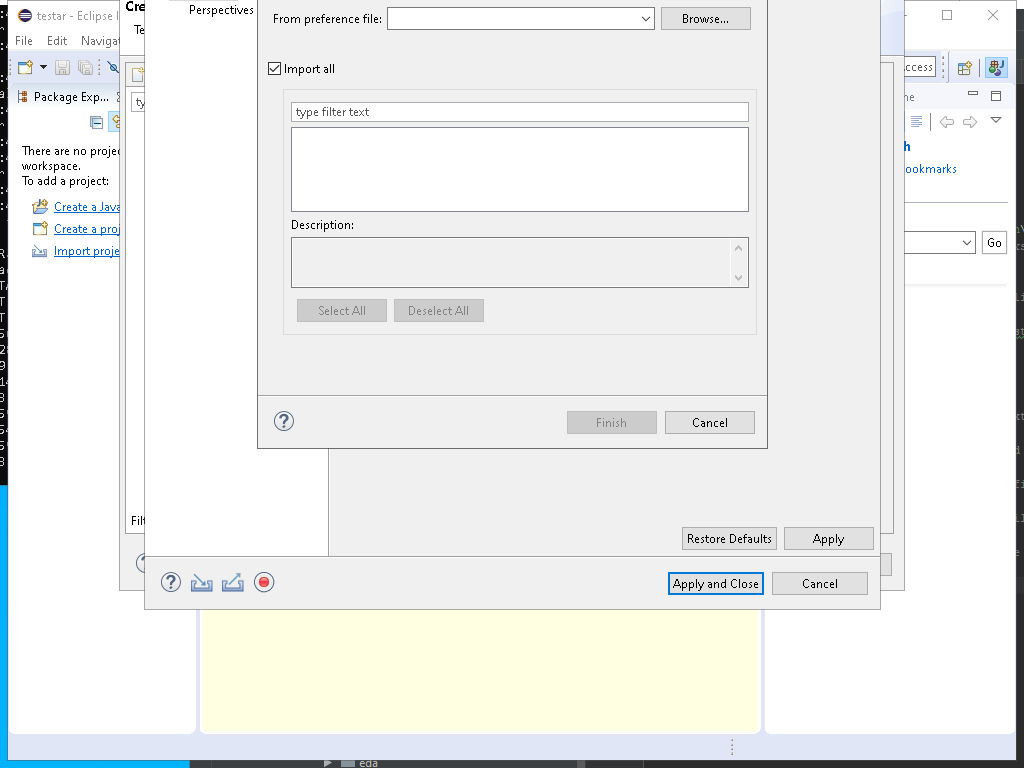 testar - Eclipse I
File Edit Navigat
Package Exp...
There are no projec
workspace.
To add a project:
Create a Java
Create a proj
Import proje
Cre
Te
ty
Filt
Perspectives
From preference file:
Browse...
Import all
type filter text
Description:
Select All Deselect All
Finish Cancel
Restore Defaults Apply
Apply and Close Cancel
ccess
ne
h
ookmarks
Go
eda